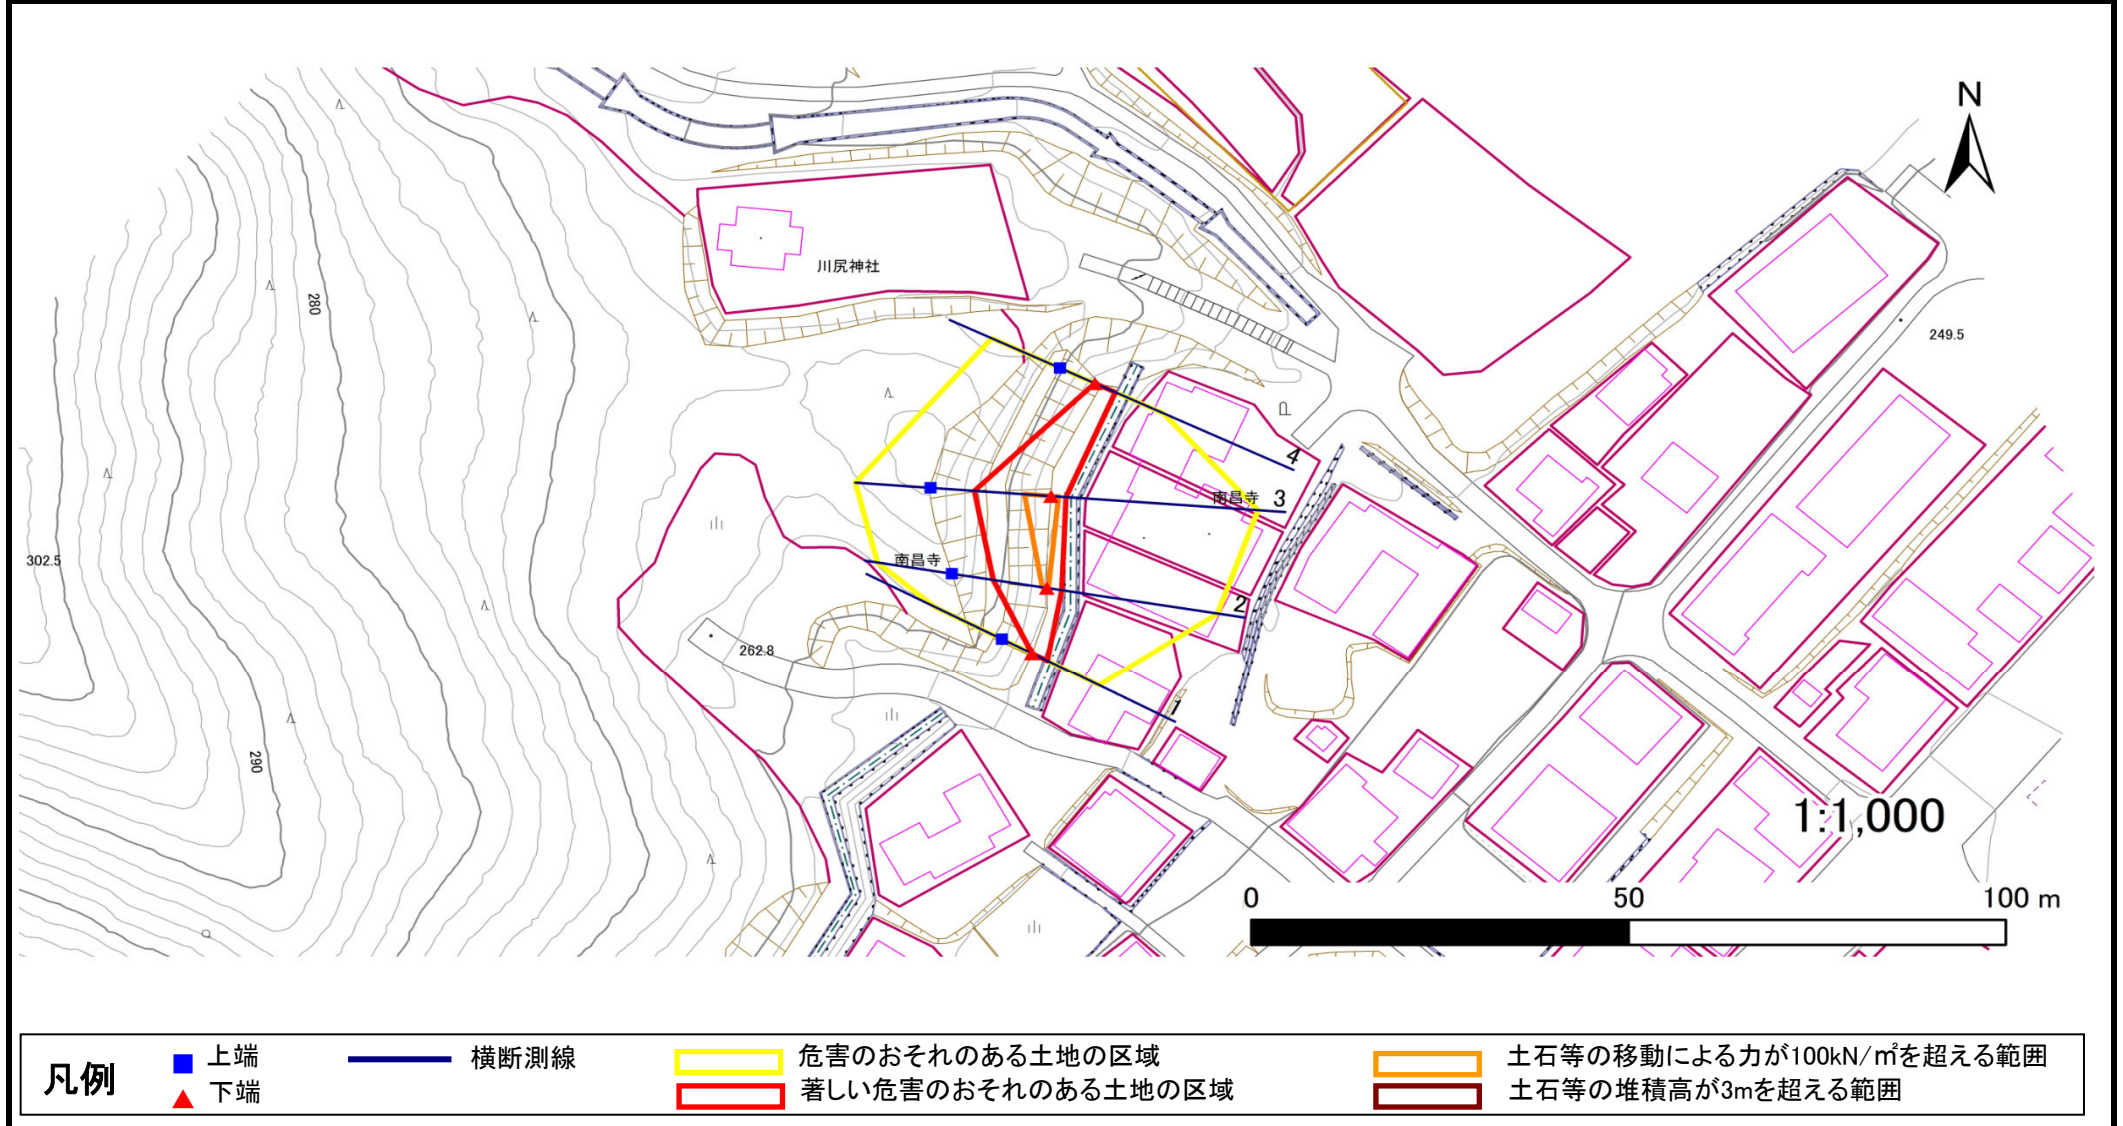 N
川尻神社
280
249.5
4
南昌寺 3
302.5
南昌寺
2
262.8
1
290
1:1,000
0 50 100 m
凡例
上端
下端
横断測線
危害のおそれのある土地の区域
著しい危害のおそれのある土地の区域
土石等の移動による力が100kN/㎡を超える範囲
土石等の堆積高が3mを超える範囲